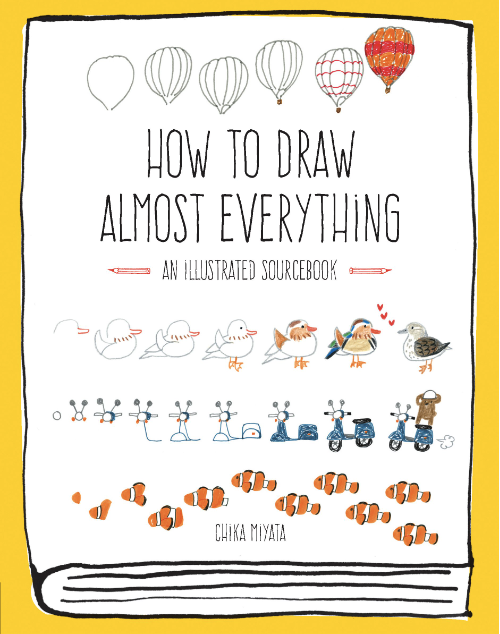 HOW TO DRAW
ALMOST EVERYTHiNG
AN ILLUSTRATED SOURCEBOOK
CHiKA MiYATA